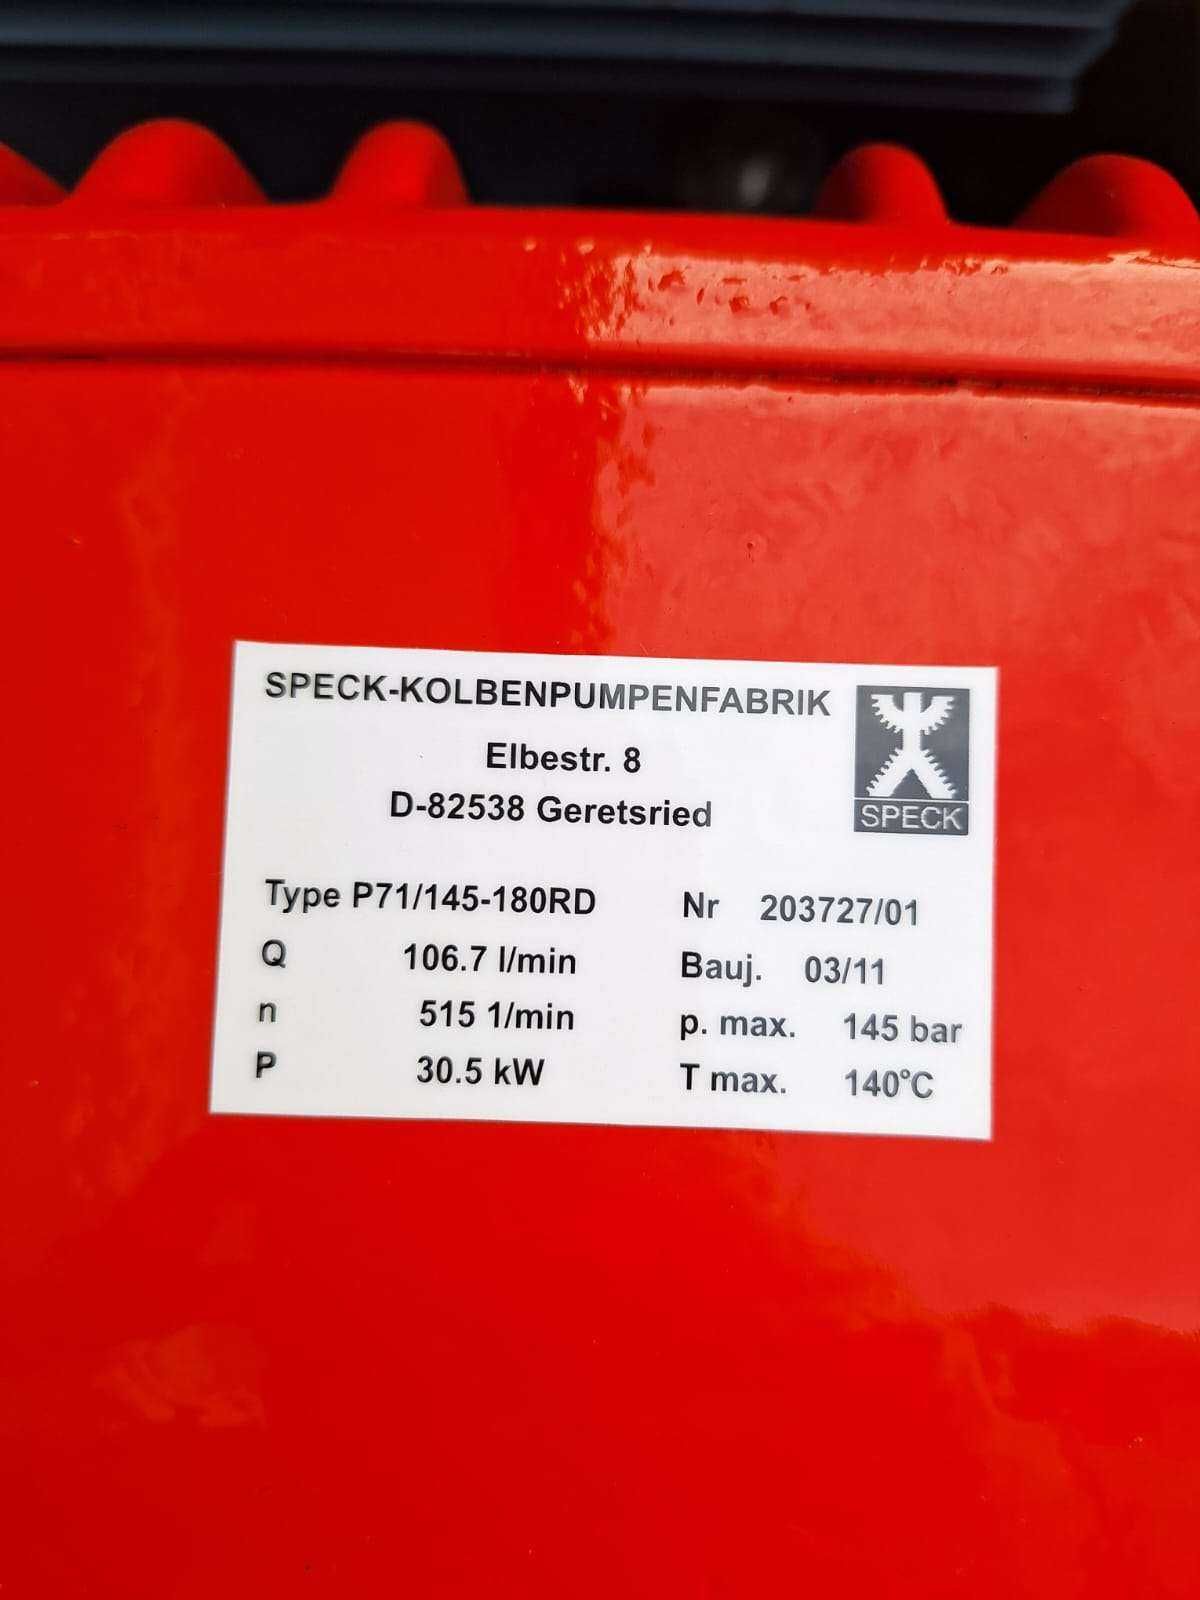 SPECK-KOLBENPUMPENFABRIK
Elbestr. 8
D-82538 Geretsried
SPECK
Type P71/145-180RD Nr 203727/01
Q 106.7 l/min Bauj. 03/11
n 515 1/min p. max. 145 bar
P 30.5 kW T max. 140°C